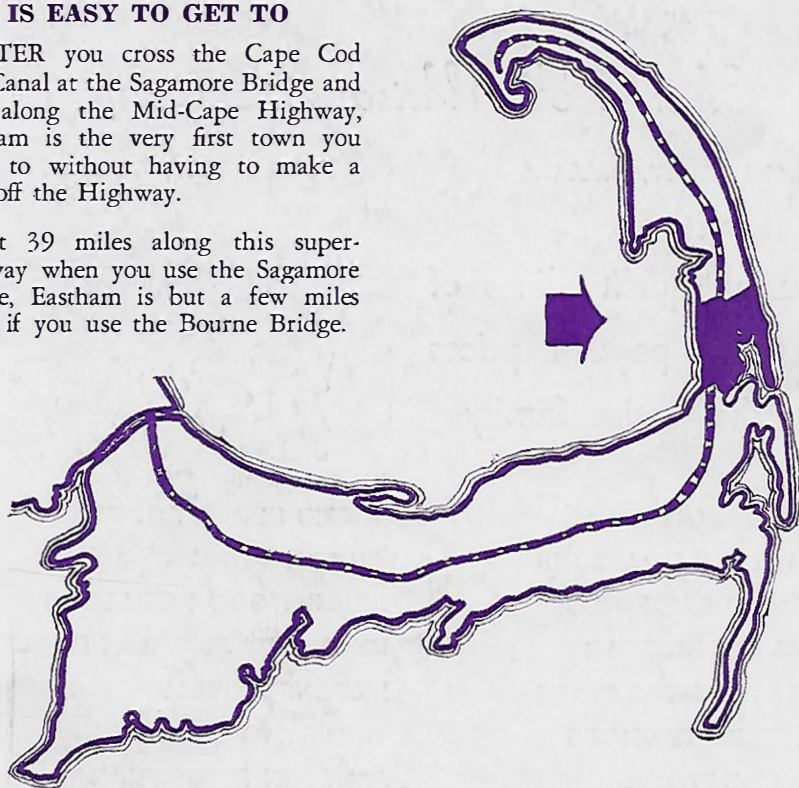 IS EASY TO GET TO
TER you cross the Cape Cod
Canal at the Sagamore Bridge and
along the Mid-Cape Highway,
am is the very first town you
to without having to make a
off the Highway.
t 39 miles along this super-
way when you use the Sagamore
e, Eastham is but a few miles
if you use the Bourne Bridge.